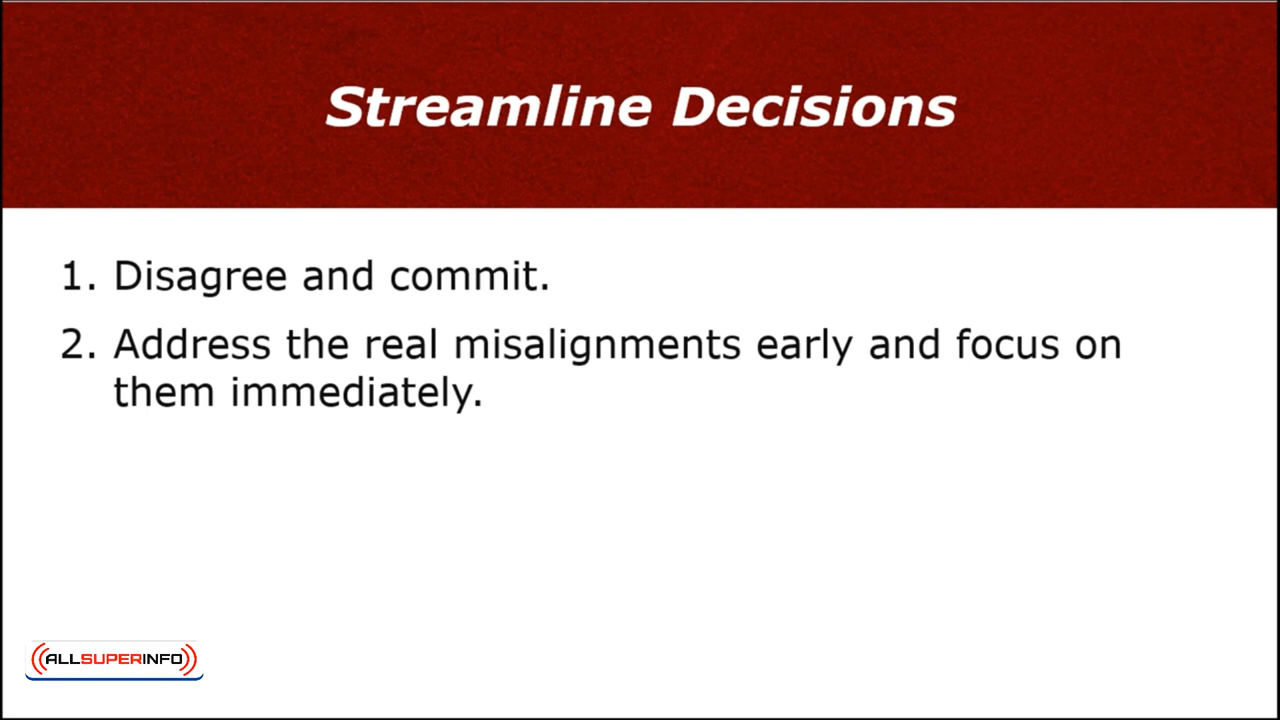 Streamline Decisions
1. Disagree and commit.
2. Address the real misalignments early and focus on
them immediately.
ALLSUPERINFO